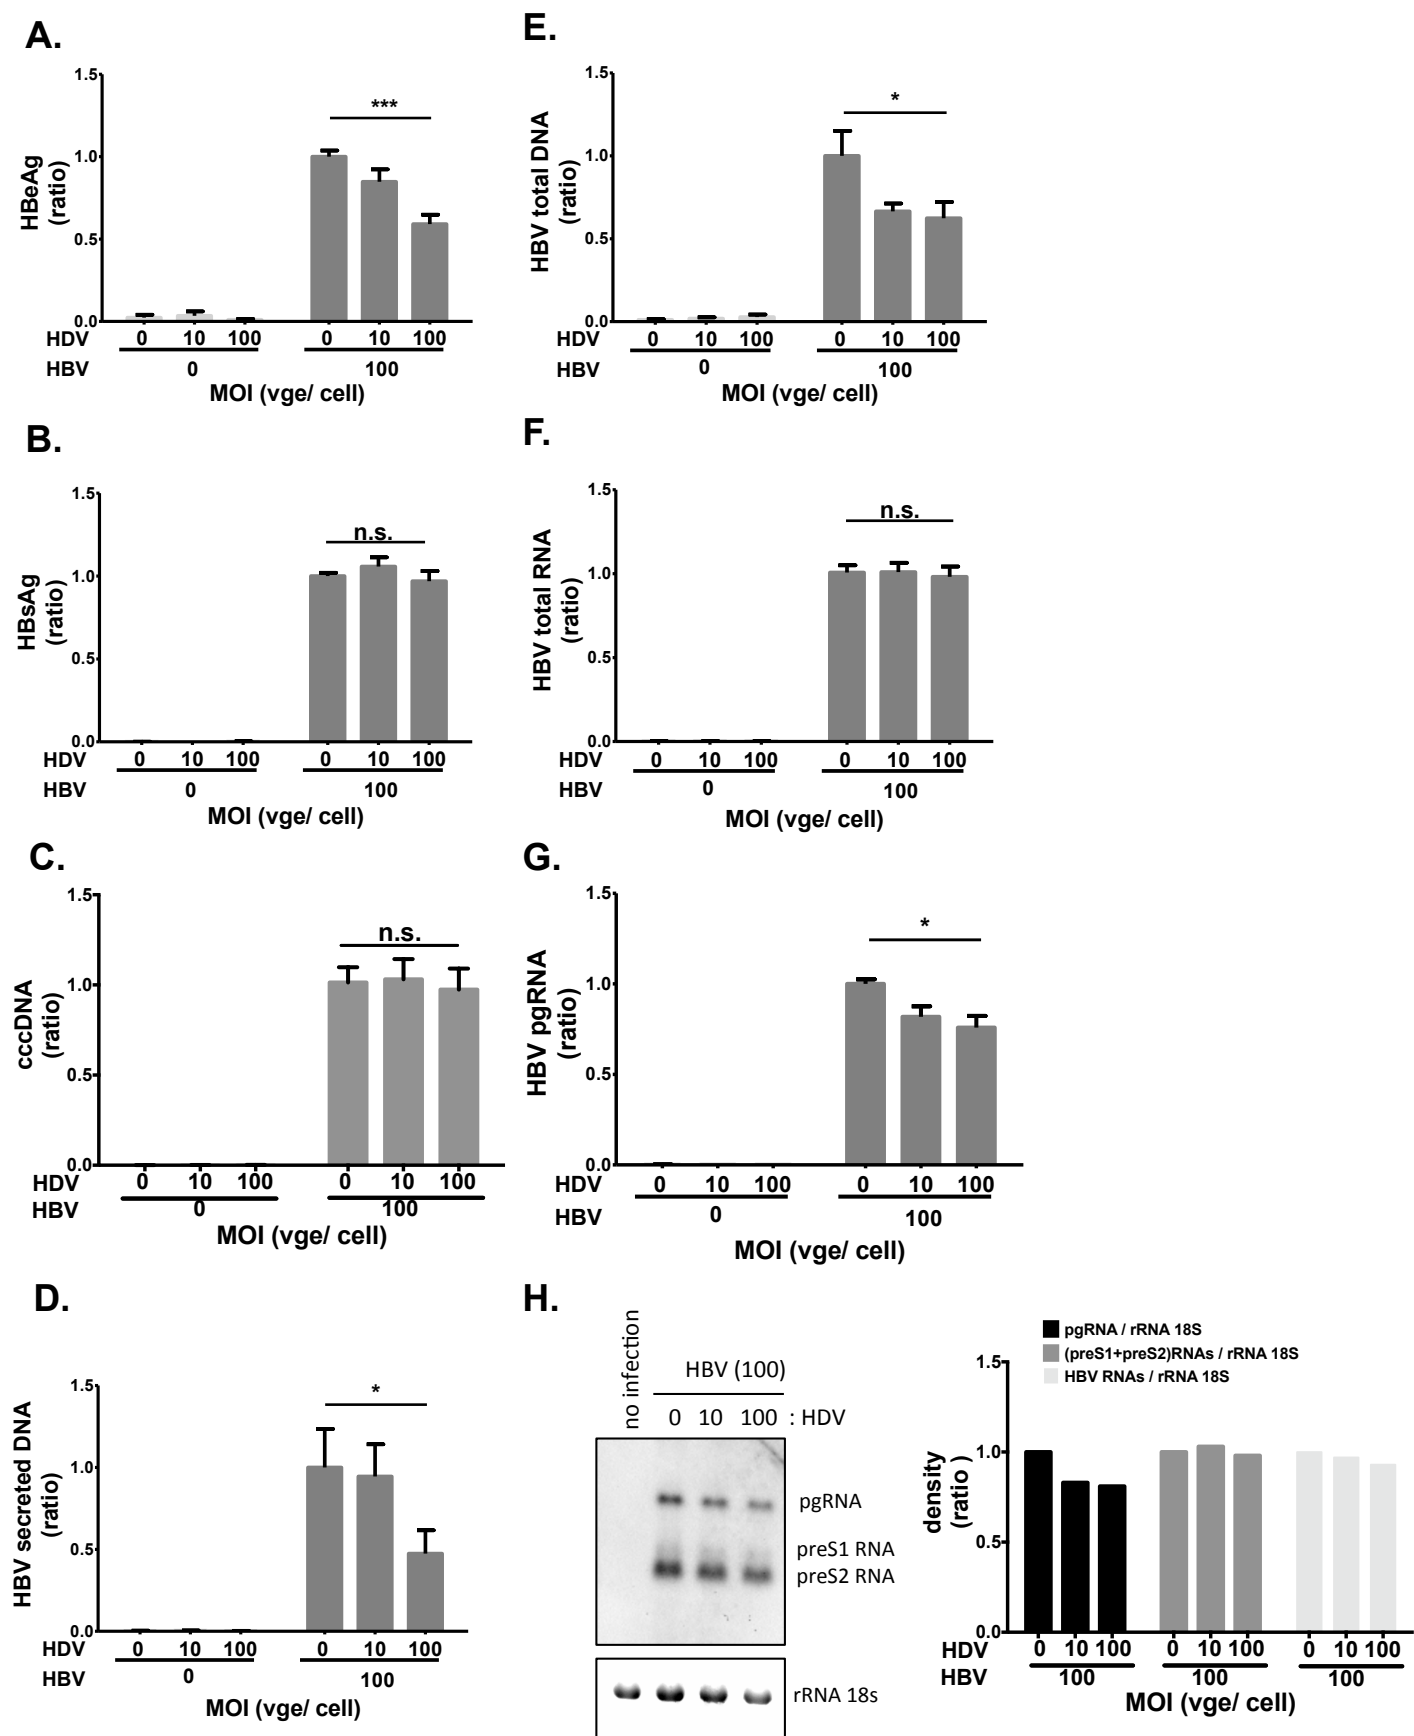 A.
HBeAg
(ratio)
1.5
1.0
0.5
0.0
***
HDV 0 10 100 0 10 100
HBV 0 100
MOI (vge/ cell)
B.
HBsAg
(ratio)
1.5
1.0
0.5
0.0
n.s.
HDV 0 10 100 0 10 100
HBV 0 100
MOI (vge/ cell)
C.
cccDNA
(ratio)
1.5
1.0
0.5
0.0
n.s.
HDV 0 10 100 0 10 100
HBV 0 100
MOI (vge/ cell)
D.
HBV secreted DNA
(ratio)
1.5
1.0
0.5
0.0
*
HDV 0 10 100 0 10 100
HBV 0 100
MOI (vge/ cell)
E.
HBV total DNA
(ratio)
1.5
1.0
0.5
0.0
*
HDV 0 10 100 0 10 100
HBV 0 100
MOI (vge/ cell)
F.
HBV total RNA
(ratio)
1.5
1.0
0.5
0.0
n.s.
HDV 0 10 100 0 10 100
HBV 0 100
MOI (vge/ cell)
G.
HBV pgRNA
(ratio)
1.5
1.0
0.5
0.0
*
HDV 0 10 100 0 10 100
HBV 0 100
MOI (vge/ cell)
H.
no infection
HBV (100)
0 10 100 : HDV
pgRNA
preS1 RNA
preS2 RNA
rRNA 18s
pgRNA / rRNA 18S
(preS1+preS2)RNAs / rRNA 18S
HBV RNAs / rRNA 18S
density
(ratio )
1.5
1.0
0.5
0.0
HDV 0 10 100 0 10 100 0 10 100
HBV 100 100 100
MOI (vge/ cell)